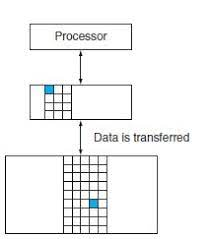 Processor
Data is transferred